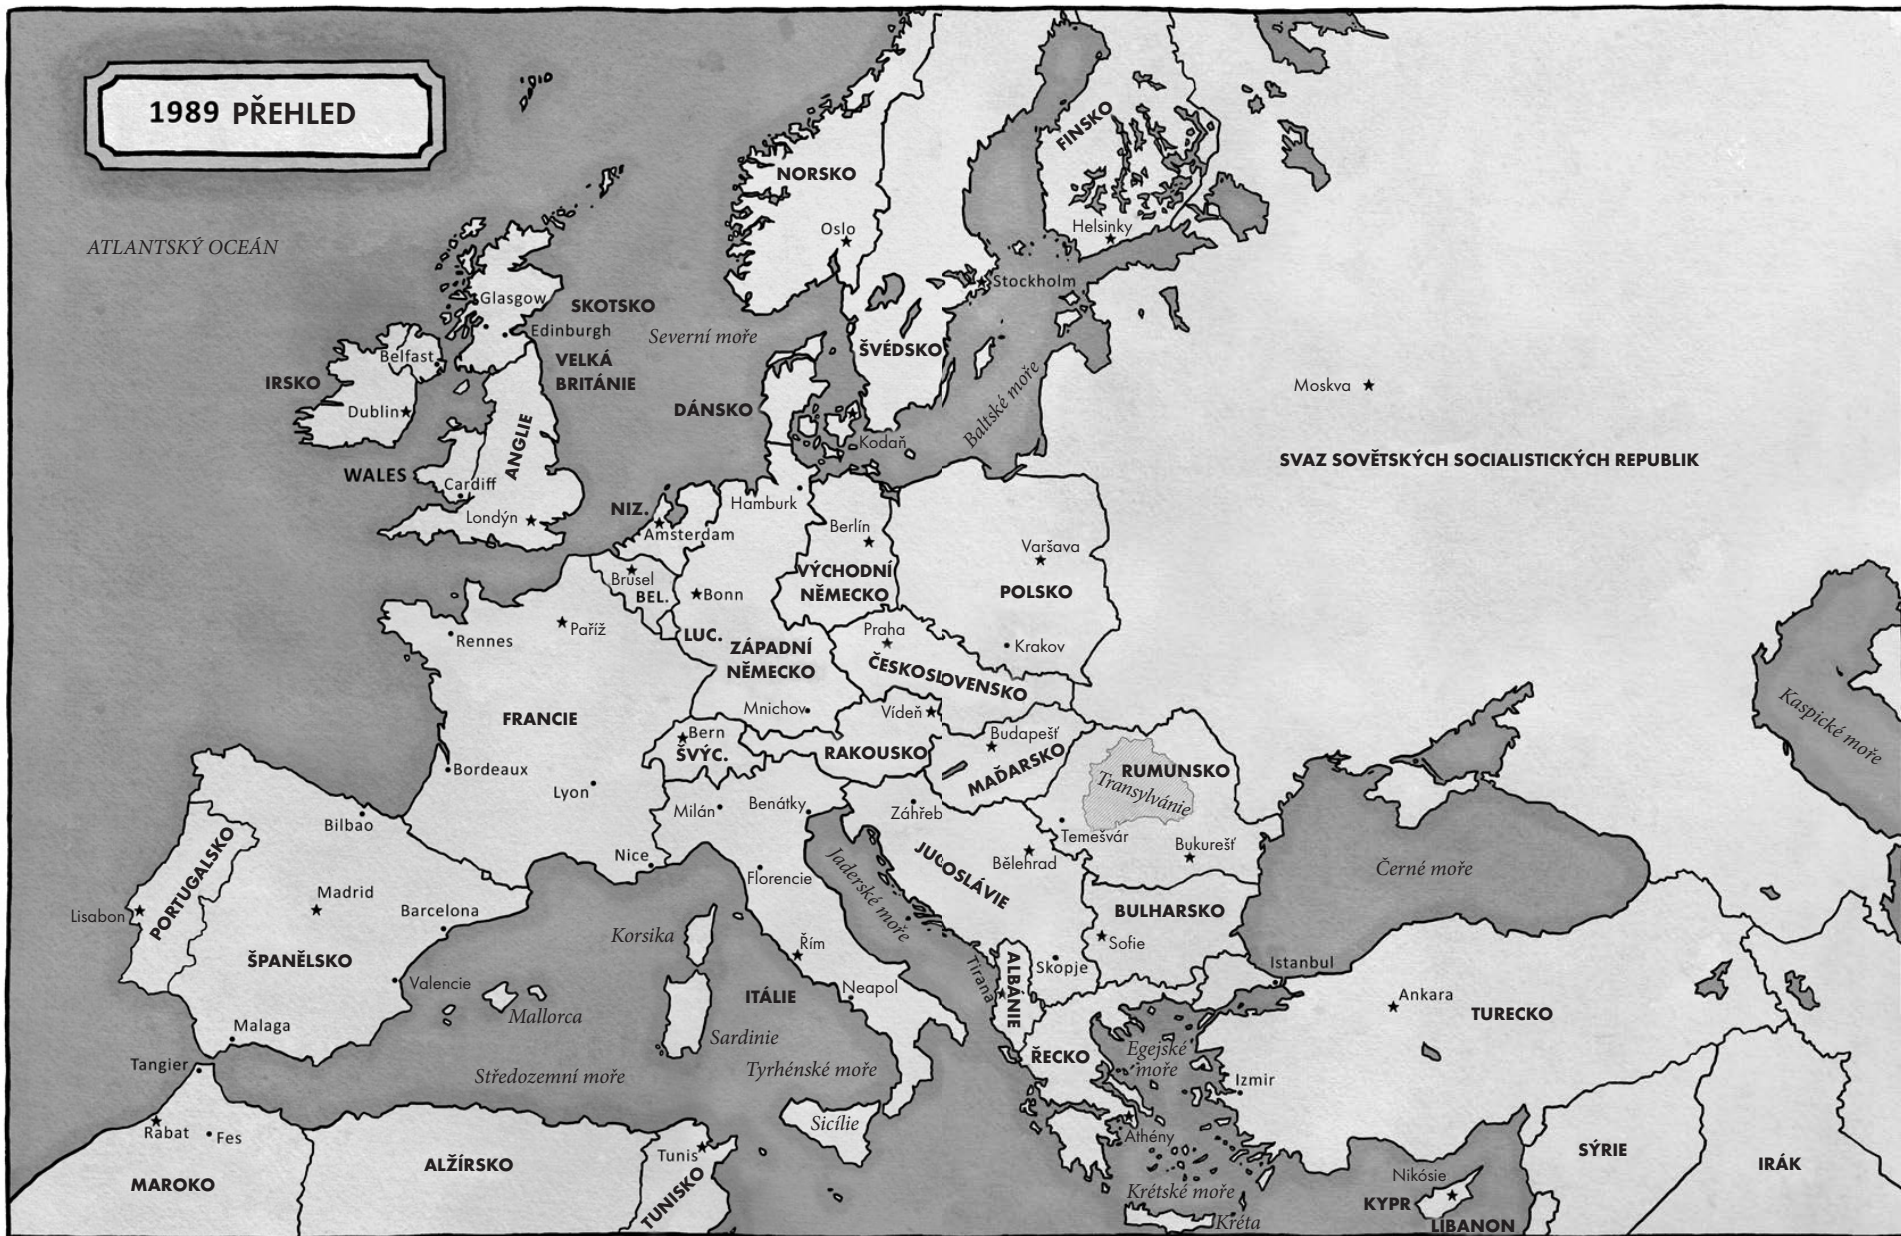 1989 PŘEHLED
ATLANTSKÝ OCEÁN
NORSKO
Oslo
FINSKO
Helsinky
Stockholm
ŠVÉDSKO
SKOTSKO
Glasgow
Edinburgh
Severní moře
VELKÁ
BRITÁNIE
Belfast
IRSKO
Dublin
DÁNSKO
Kodaň
Baltské moře
Moskva
SVAZ SOVĚTSKÝCH SOCIALISTICKÝCH REPUBLIK
ANGLIE
WALES
Cardiff
Londýn
NIZ.
Amsterdam
Hamburk
Berlín
VÝCHODNÍ
NĚMECKO
Varšava
POLSKO
Krakov
Brusel
BEL.
Bonn
LUC.
ZÁPADNÍ
NĚMECKO
Mnichov
Praha
ČESKOSLOVENSKO
Rennes
Paříž
FRANCIE
Bordeaux
Lyon
Nice
Bern
ŠVÝC.
Vídeň
RAKOUSKO
Budapešť
MAĎARSKO
RUMUNSKO
Transylvánie
Temešvár
Bukurešť
Kaspické moře
Černé moře
Milán
Benátky
Záhřeb
Bělehrad
JUGOSLÁVIE
Florencie
Jaderské moře
Bilbao
PORTUGALSKO
Lisabon
Madrid
Barcelona
ŠPANĚLSKO
Valencie
Malaga
Mallorca
Korsika
Sardinie
Řím
ITÁLIE
Neapol
Tyrhénské moře
Středozemní moře
Sicílie
BULHARSKO
Sofie
Skopje
Tirana
ALBÁNIE
ŘECKO
Egejské
moře
Athény
Krétské moře
Kréta
Istanbul
Ankara
TURECKO
Izmir
Tangier
Rabat
Fes
MAROKO
ALŽÍRSKO
Tunis
TUNISKO
Nikósie
KYPR
LIBANON
SÝRIE
IRÁK